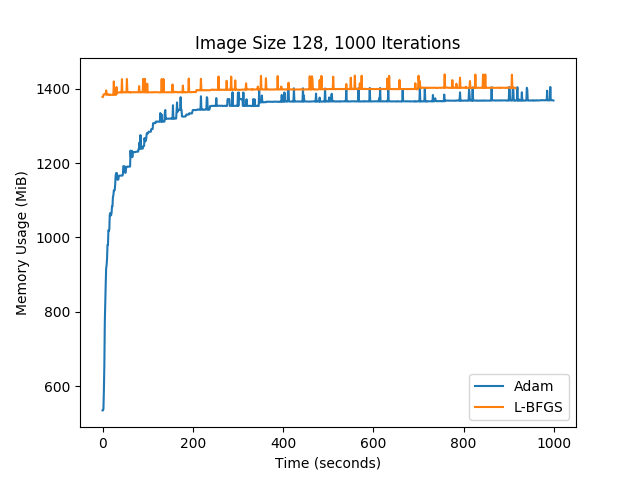 Image Size 128, 1000 Iterations
Memory Usage (MiB)
1400
1200
1000
800
600
0
200
400
600
800
1000
Time (seconds)
Adam
L-BFGS